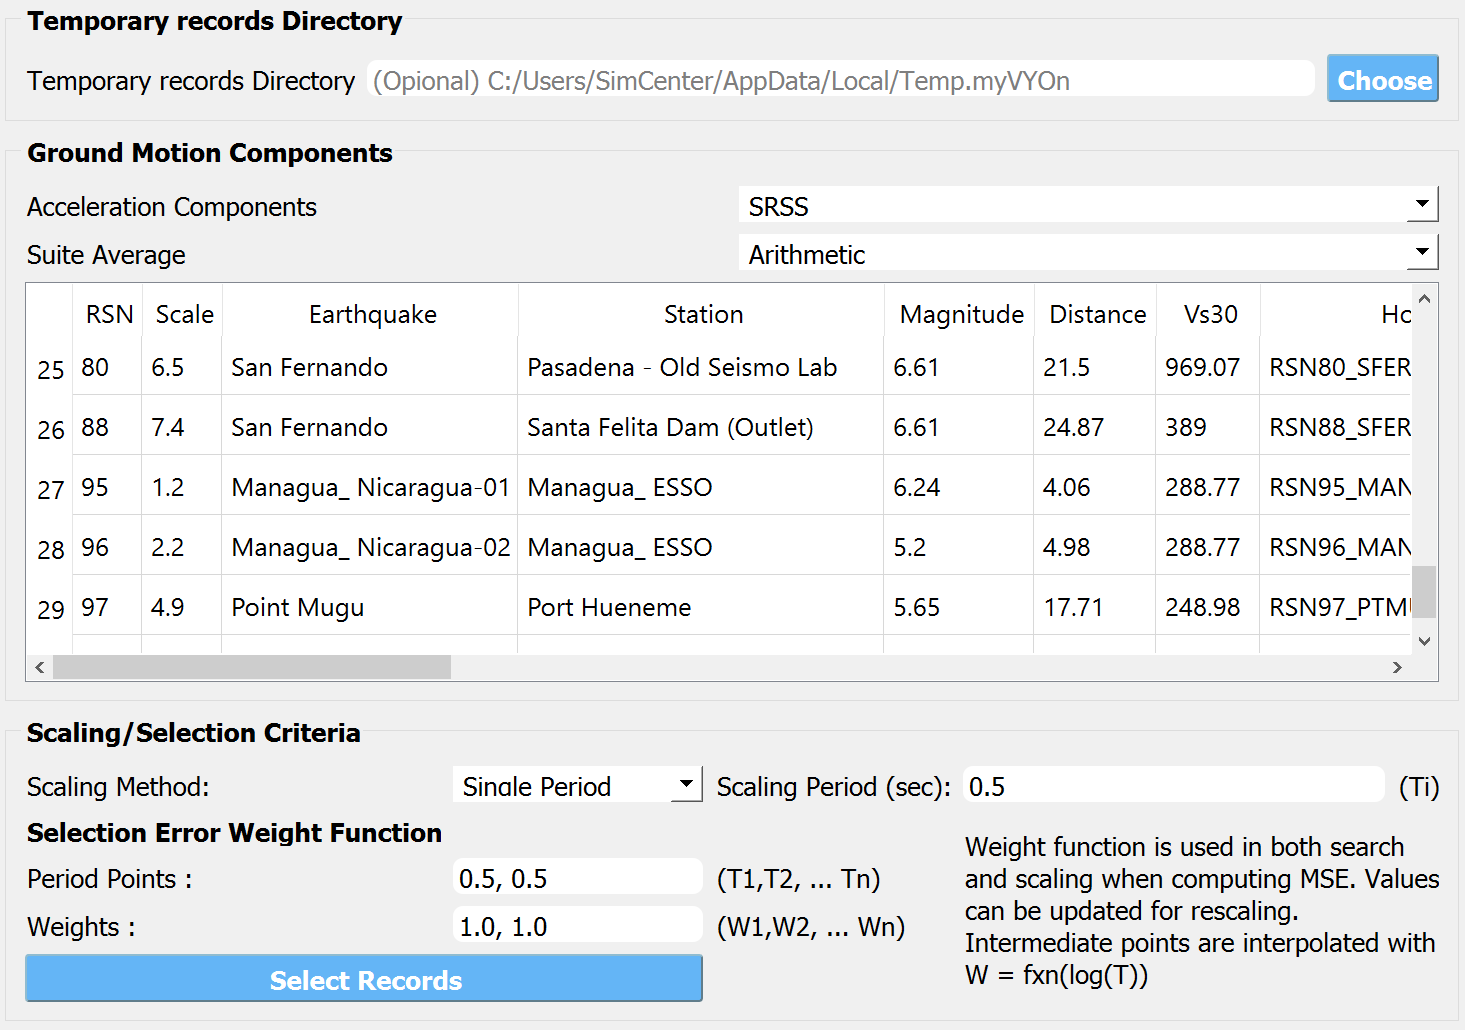 Temporary records Directory
Temporary records Directory (Opional) C:/Users/SimCenter/AppData/Local/Temp.myVYOn Choose
Ground Motion Components
Acceleration Components SRSS
Suite Average Arithmetic
RSN Scale Earthquake Station Magnitude Distance Vs30 Ho
25 80 6.5 San Fernando Pasadena - Old Seismo Lab 6.61 21.5 969.07 RSN80_SFER
26 88 7.4 San Fernando Santa Felita Dam (Outlet) 6.61 24.87 389 RSN88_SFER
27 95 1.2 Managua_ Nicaragua-01 Managua_ ESSO 6.24 4.06 288.77 RSN95_MAN
28 96 2.2 Managua_ Nicaragua-02 Managua_ ESSO 5.2 4.98 288.77 RSN96_MAN
29 97 4.9 Point Mugu Port Hueneme 5.65 17.71 248.98 RSN97_PTMU
Scaling/Selection Criteria
Scaling Method: Single Period Scaling Period (sec): 0.5 (Ti)
Selection Error Weight Function
Period Points : 0.5, 0.5 (T1,T2, ... Tn)
Weights : 1.0, 1.0 (W1,W2, ... Wn)
Select Records
Weight function is used in both search
and scaling when computing MSE. Values
can be updated for rescaling.
Intermediate points are interpolated with
W = fxn(log(T))